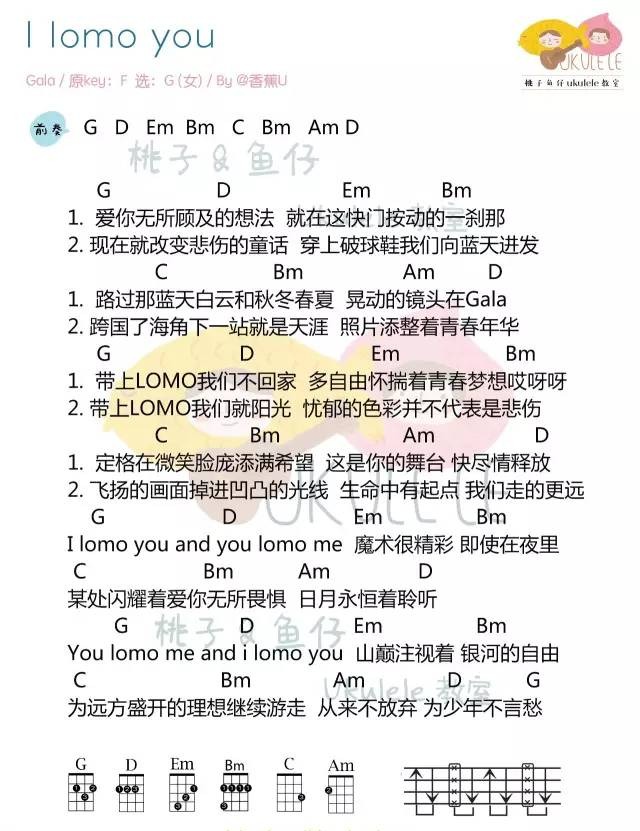 I lomo you
UKULELE
桃子鱼仔ukulele教室
Gala / 原key：F 选：G（女）/ By @香蕉U
前奏 G D Em Bm C Bm Am D
桃子&鱼仔
G D Em Bm
Ukulele 教室
1. 爱你无所顾及的想法 就在这快门按动的一刹那
2. 现在就改变悲伤的童话 穿上破球鞋我们向蓝天进发
C Bm Am D
1. 路过那蓝天白云和秋冬春夏 晃动的镜头在Gala
2. 跨国了海角下一站就是天涯 照片添整着青春年华
G D Em Bm
1. 带上LOMO我们不回家 多自由怀揣着青春梦想哎呀呀
2. 带上LOMO我们就阳光 忧郁的色彩并不代表是悲伤
C Bm Am D
1. 定格在微笑脸庞添满希望 这是你的舞台 快尽情释放
2. 飞扬的画面掉进凹凸的光线 生命中有起点 我们走的更远
UKULELE
G D Em Bm
I lomo you and you lomo me 魔术很精彩 即使在夜里
C Bm Am D
某处闪耀着爱你无所畏惧 日月永恒着聆听
G D Em Bm
桃子&鱼仔
You lomo me and i lomo you 山巅注视着 银河的自由
C Bm Am D G
Ukulele 教室
为远方盛开的理想继续游走 从来不放弃 为少年不言愁
G D Em Bm C Am